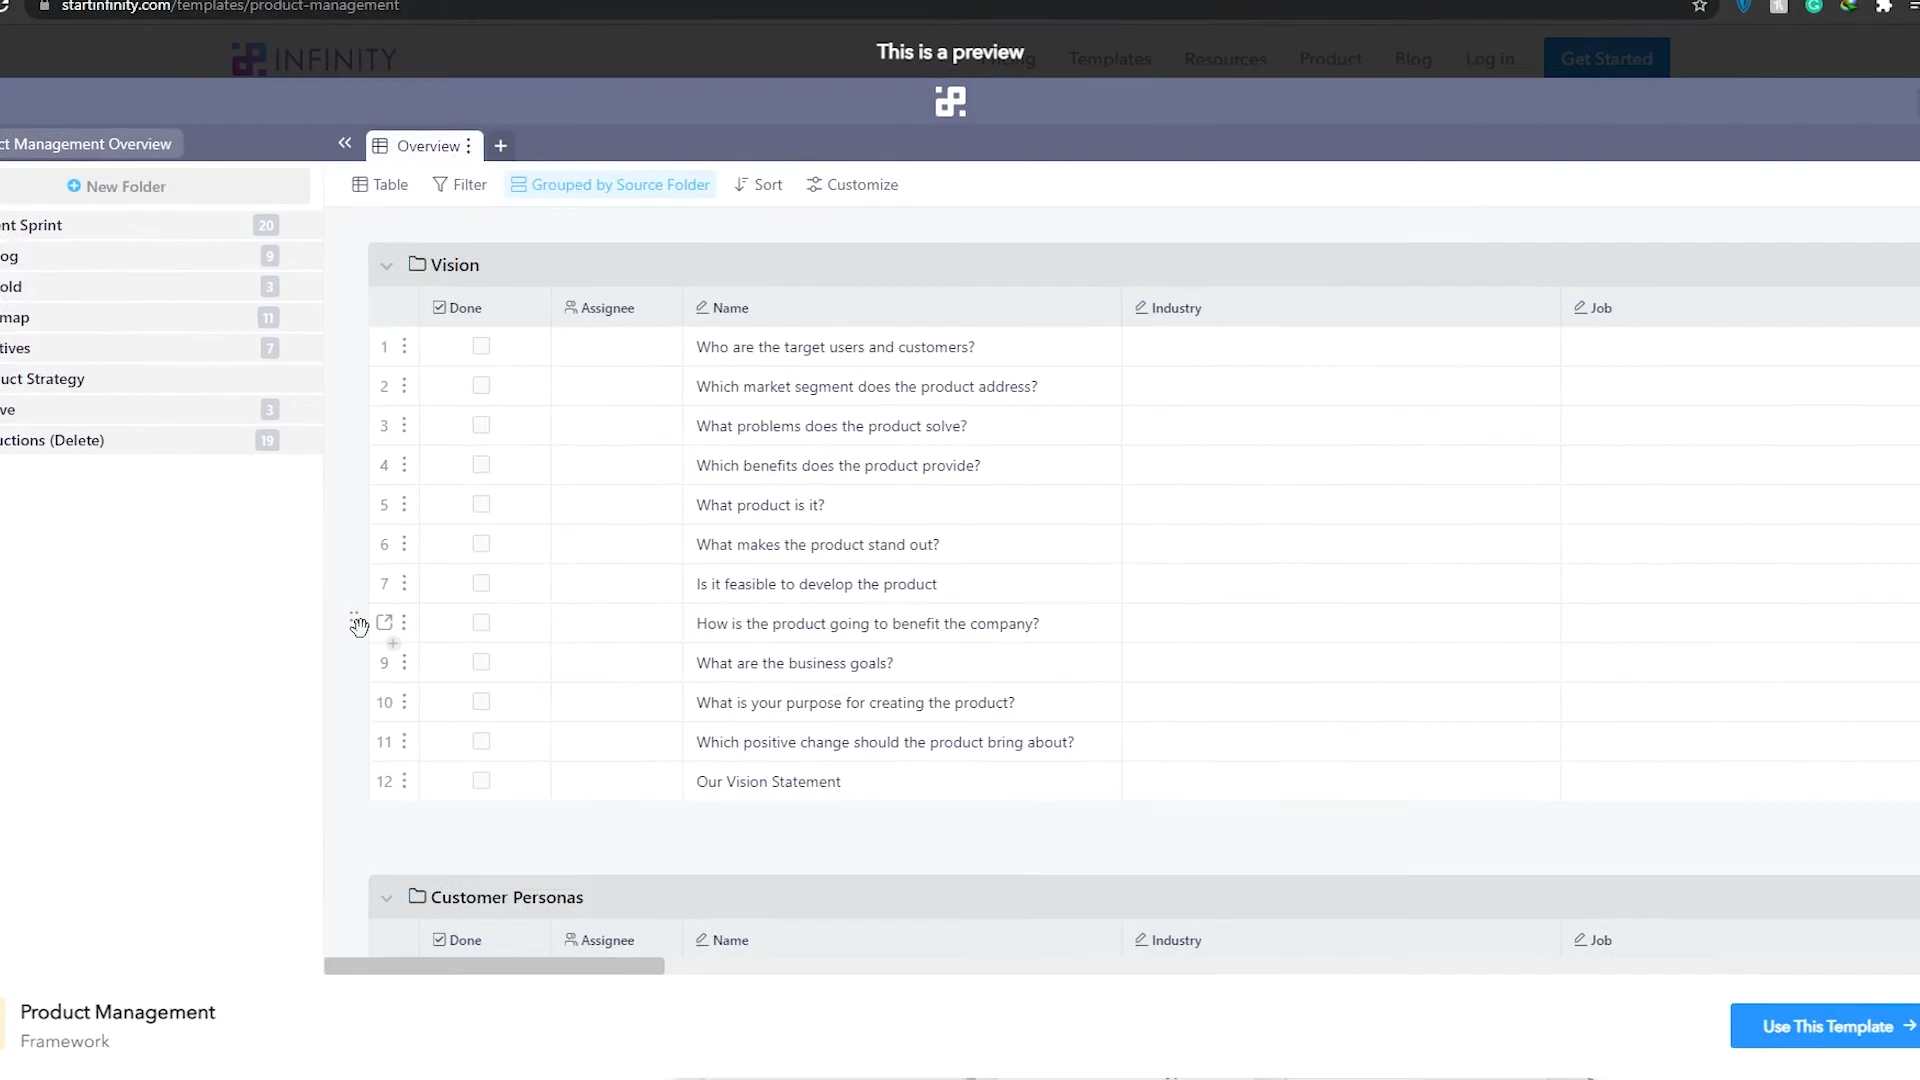 startinfinity.com/templates/product-management
INFINITY
This is a preview
Pricing
Templates
Resources
Product
Blog
Log in
Get Started
ct Management Overview
Overview
New Folder
Table
Filter
Grouped by Source Folder
Sort
Customize
nt Sprint 20
og 9
old 3
map 11
tives 7
uct Strategy
ve 3
uctions (Delete) 19
Vision
Done Assignee Name Industry Job
1 Who are the target users and customers?
2 Which market segment does the product address?
3 What problems does the product solve?
4 Which benefits does the product provide?
5 What product is it?
6 What makes the product stand out?
7 Is it feasible to develop the product
How is the product going to benefit the company?
9 What are the business goals?
10 What is your purpose for creating the product?
11 Which positive change should the product bring about?
12 Our Vision Statement
Customer Personas
Done Assignee Name Industry Job
Product Management
Framework
Use This Template